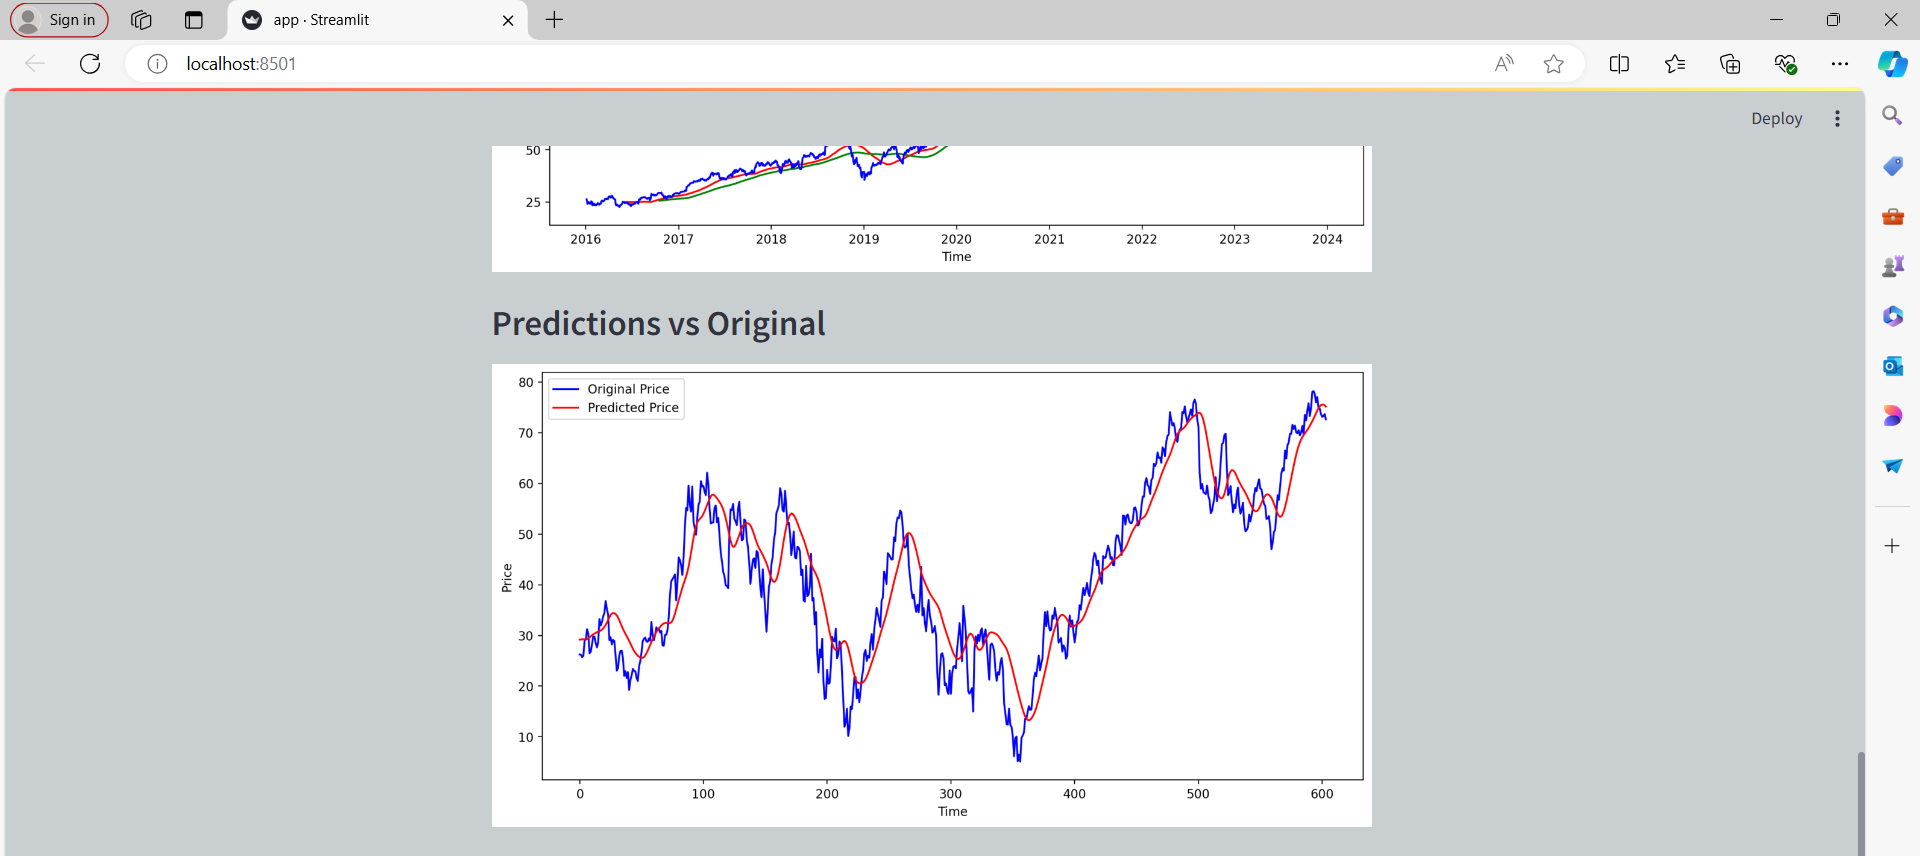 Sign in
app · Streamlit
localhost:8501
Deploy
50
25
2016 2017 2018 2019 2020 2021 2022 2023 2024
Time
Predictions vs Original
Original Price
Predicted Price
80
70
60
50
40
30
20
10
Price
0 100 200 300 400 500 600
Time